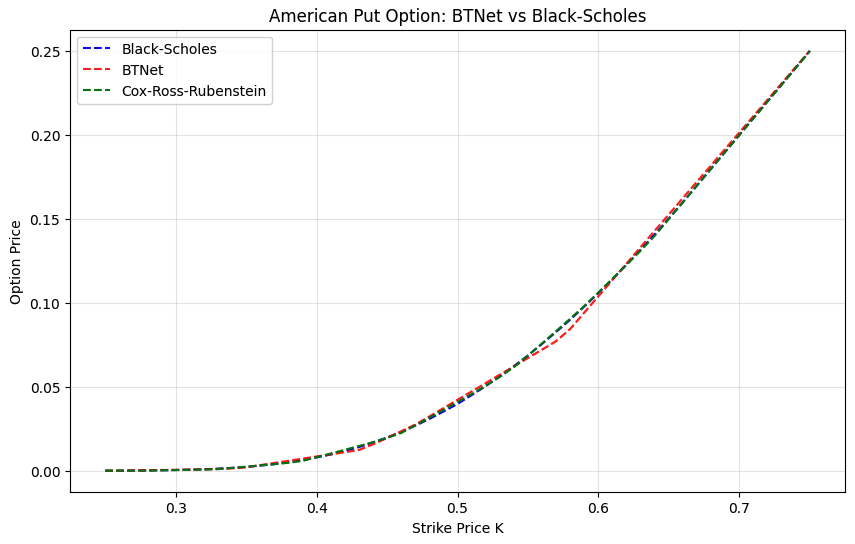 American Put Option: BTNet vs Black-Scholes
Black-Scholes
BTNet
Cox-Ross-Rubenstein
0.25
0.20
0.15
0.10
0.05
0.00
Option Price
0.3 0.4 0.5 0.6 0.7
Strike Price K